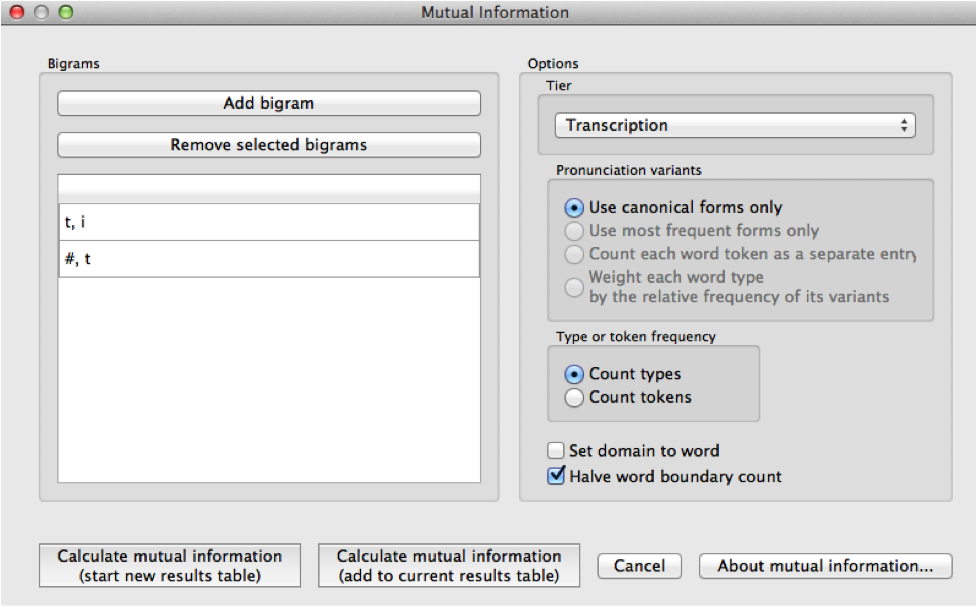 Mutual Information
Bigrams
Add bigram
Remove selected bigrams
t, i
#, t
Options
Tier
Transcription
Pronunciation variants
Use canonical forms only
Use most frequent forms only
Count each word token as a separate entry
Weight each word type
by the relative frequency of its variants
Type or token frequency
Count types
Count tokens
Set domain to word
Halve word boundary count
Calculate mutual information
(start new results table)
Calculate mutual information
(add to current results table)
Cancel
About mutual information...